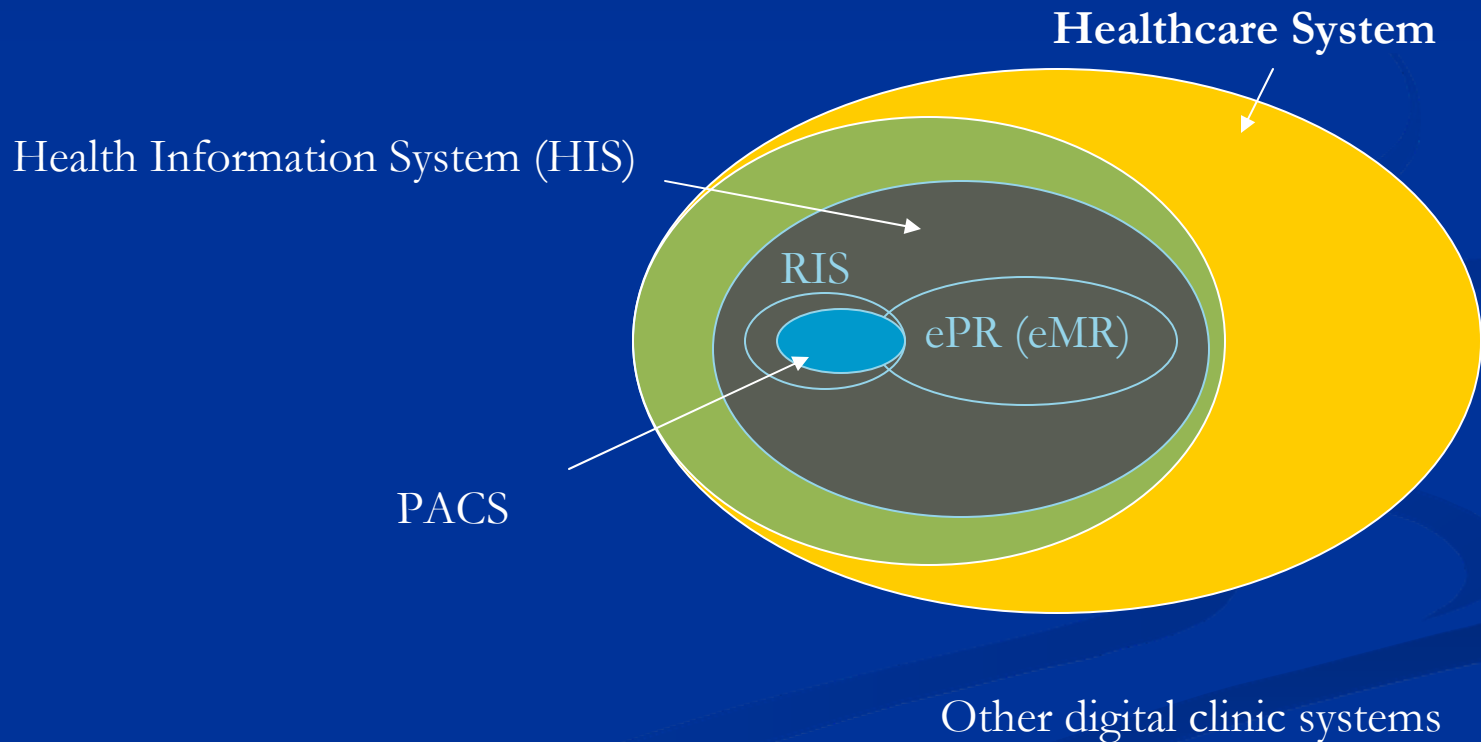 Healthcare System
Health Information System (HIS)
RIS
ePR (eMR)
PACS
Other digital clinic systems